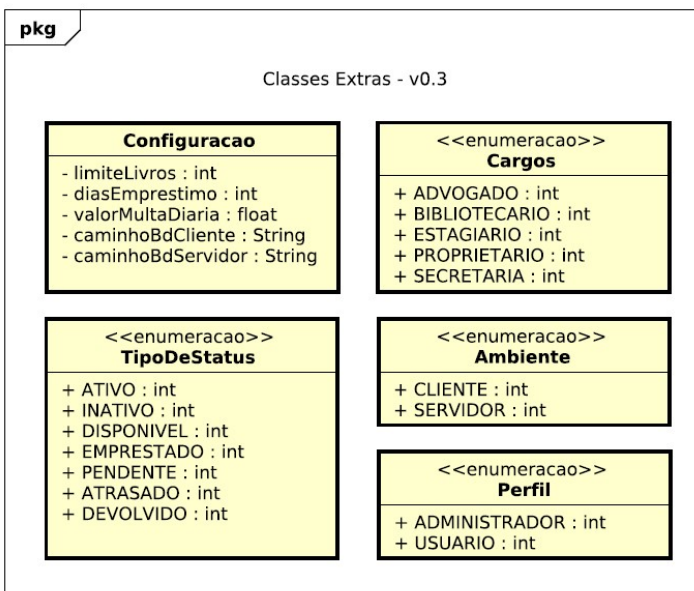 pkg
Classes Extras - v0.3
Configuracao
- limiteLivros : int
- diasEmprestimo : int
- valorMultaDiaria : float
- caminhoBdCliente : String
- caminhoBdServidor : String
<<enumeracao>>
Cargos
+ ADVOGADO : int
+ BIBLIOTECARIO : int
+ ESTAGIARIO : int
+ PROPRIETARIO : int
+ SECRETARIA : int
<<enumeracao>>
TipoDeStatus
+ ATIVO : int
+ INATIVO : int
+ DISPONIVEL : int
+ EMPRESTADO : int
+ PENDENTE : int
+ ATRASADO : int
+ DEVOLVIDO : int
<<enumeracao>>
Ambiente
+ CLIENTE : int
+ SERVIDOR : int
<<enumeracao>>
Perfil
+ ADMINISTRADOR : int
+ USUARIO : int